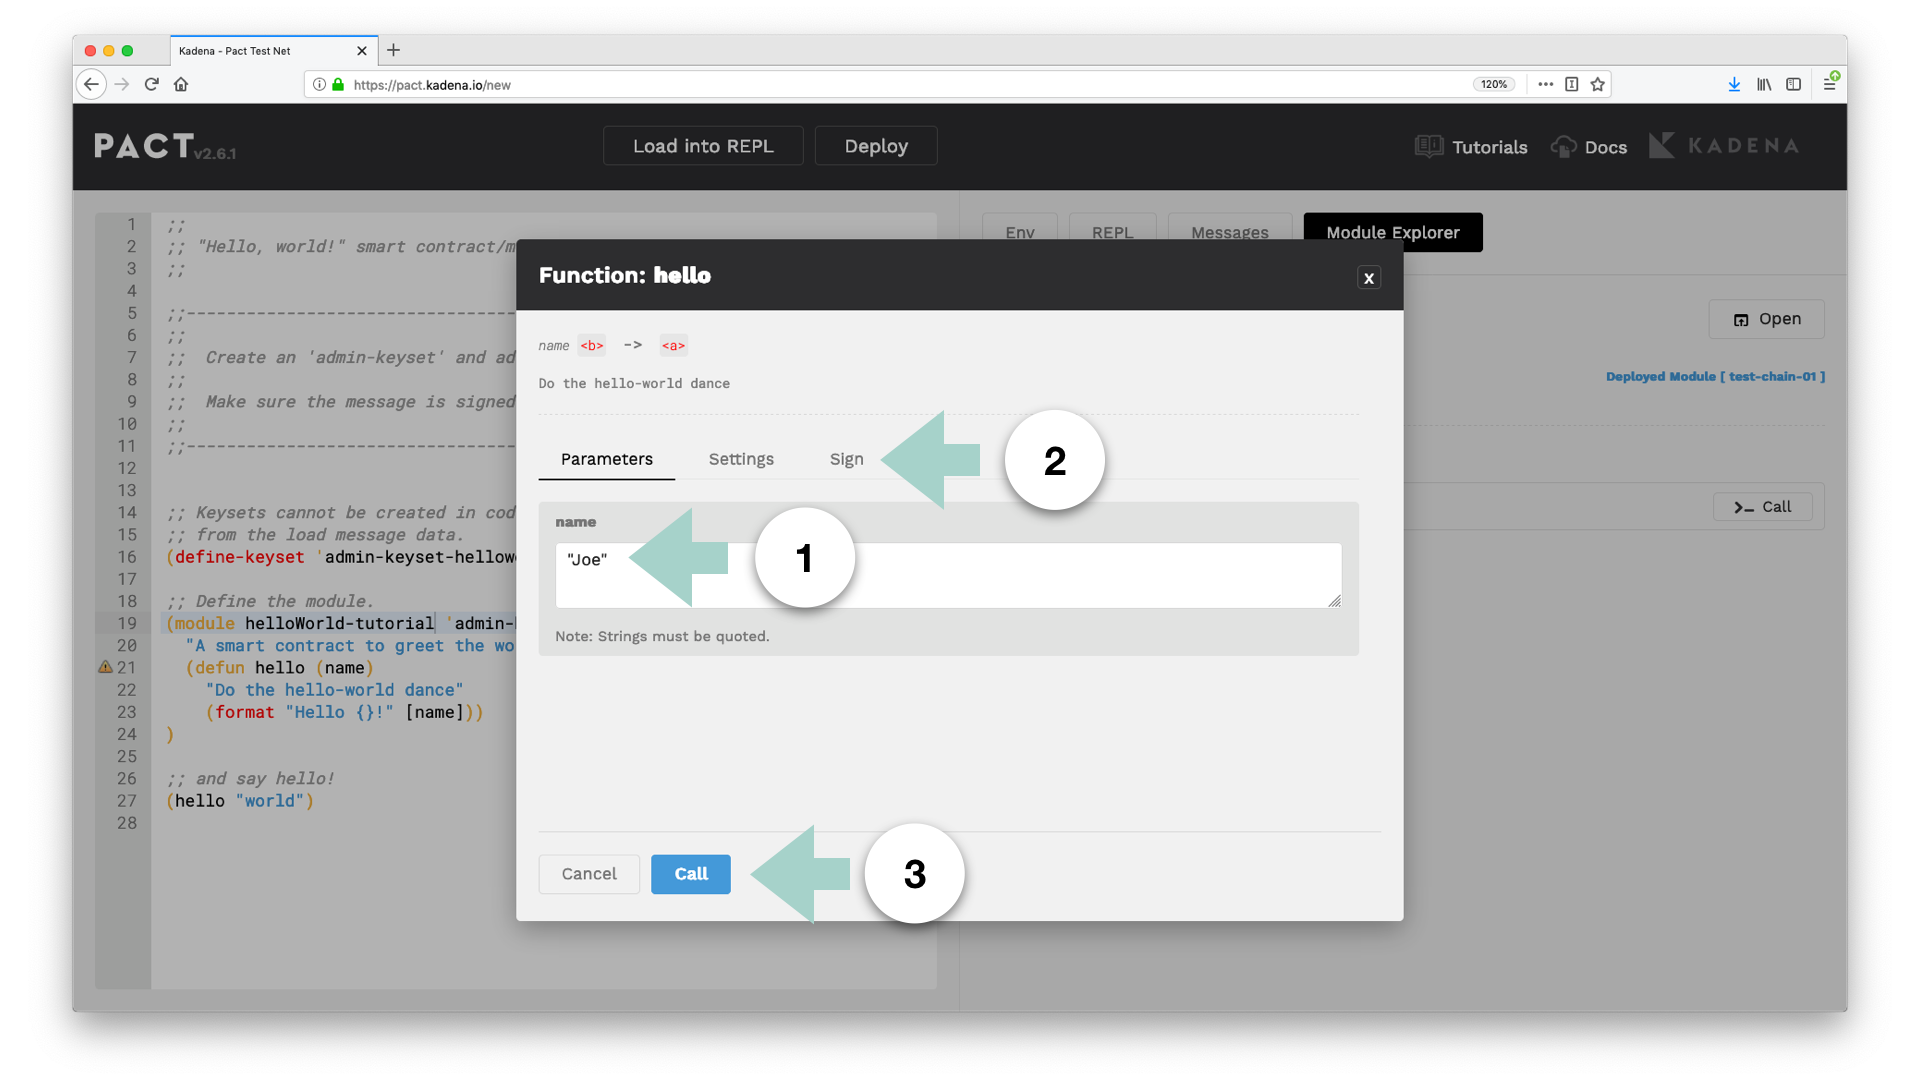 Kadena - Pact Test Net
https://pact.kadena.io/new
120%
PACT v2.6.1
Load into REPL
Deploy
Tutorials
Docs
KADENA
Env
REPL
Messages
Module Explorer
Open
Deployed Module [ test-chain-01 ]
>_ Call
1 ;;
2 ;; "Hello, world!" smart contract/m
3 ;;
4
5 ;;---------------------------------
6 ;;
7 ;;  Create an 'admin-keyset' and ad
8 ;;
9 ;;  Make sure the message is signed
10 ;;
11 ;;---------------------------------
12
13
14 ;; Keysets cannot be created in cod
15 ;; from the load message data.
16 (define-keyset 'admin-keyset-hellow
17
18 ;; Define the module.
19 (module helloWorld-tutorial 'admin-k
20   "A smart contract to greet the wo
21   (defun hello (name)
22     "Do the hello-world dance"
23     (format "Hello {}!" [name]))
24 )
25
26 ;; and say hello!
27 (hello "world")
28
Function: hello
x
name <b> -> <a>
Do the hello-world dance
Parameters
Settings
Sign
2
name
"Joe"
1
Note: Strings must be quoted.
Cancel
Call
3